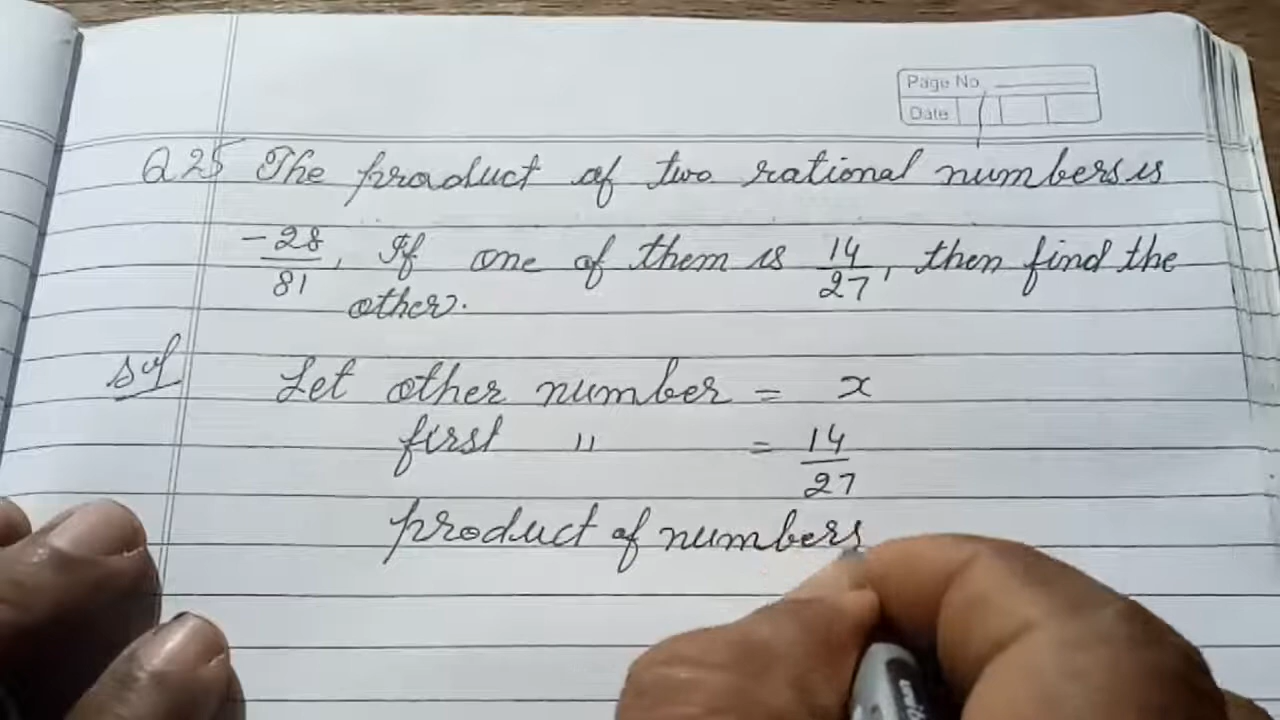 Page No.
Date
Q 25 The product of two rational numbers is
-28/81, If one of them is 14/27, then find the
other.
Sol Let other number = x
first " = 14/27
product of numbers